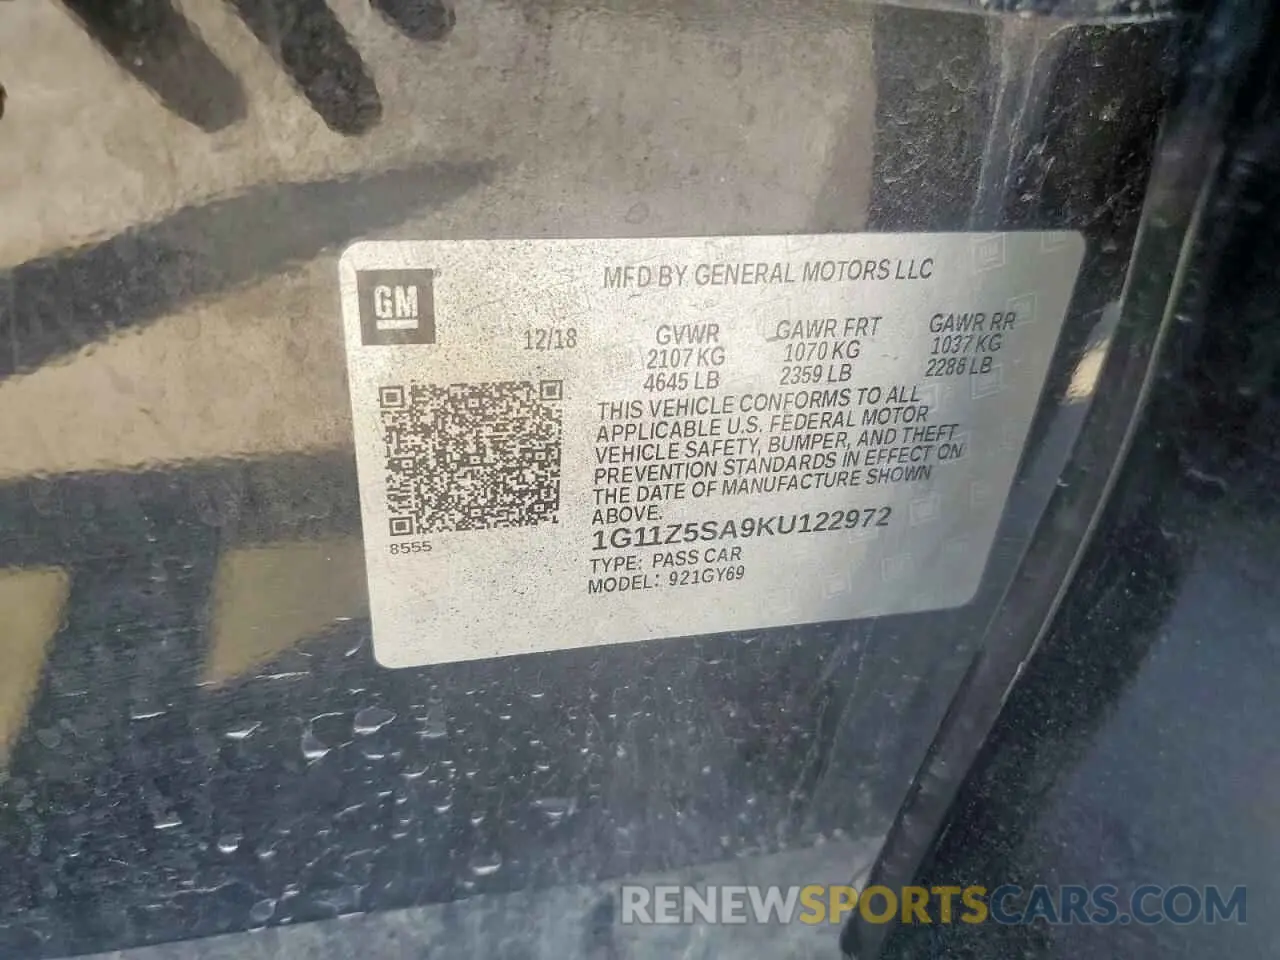 GM
MFD BY GENERAL MOTORS LLC
12/18
GVWR GAWR FRT GAWR RR
2107 KG 1070 KG 1037 KG
4645 LB 2359 LB 2286 LB
THIS VEHICLE CONFORMS TO ALL
APPLICABLE U.S. FEDERAL MOTOR
VEHICLE SAFETY, BUMPER, AND THEFT
PREVENTION STANDARDS IN EFFECT ON
THE DATE OF MANUFACTURE SHOWN
ABOVE.
8555
1G11Z5SA9KU122972
TYPE: PASS CAR
MODEL: 921GY69
RENEWSPORTSCARS.COM